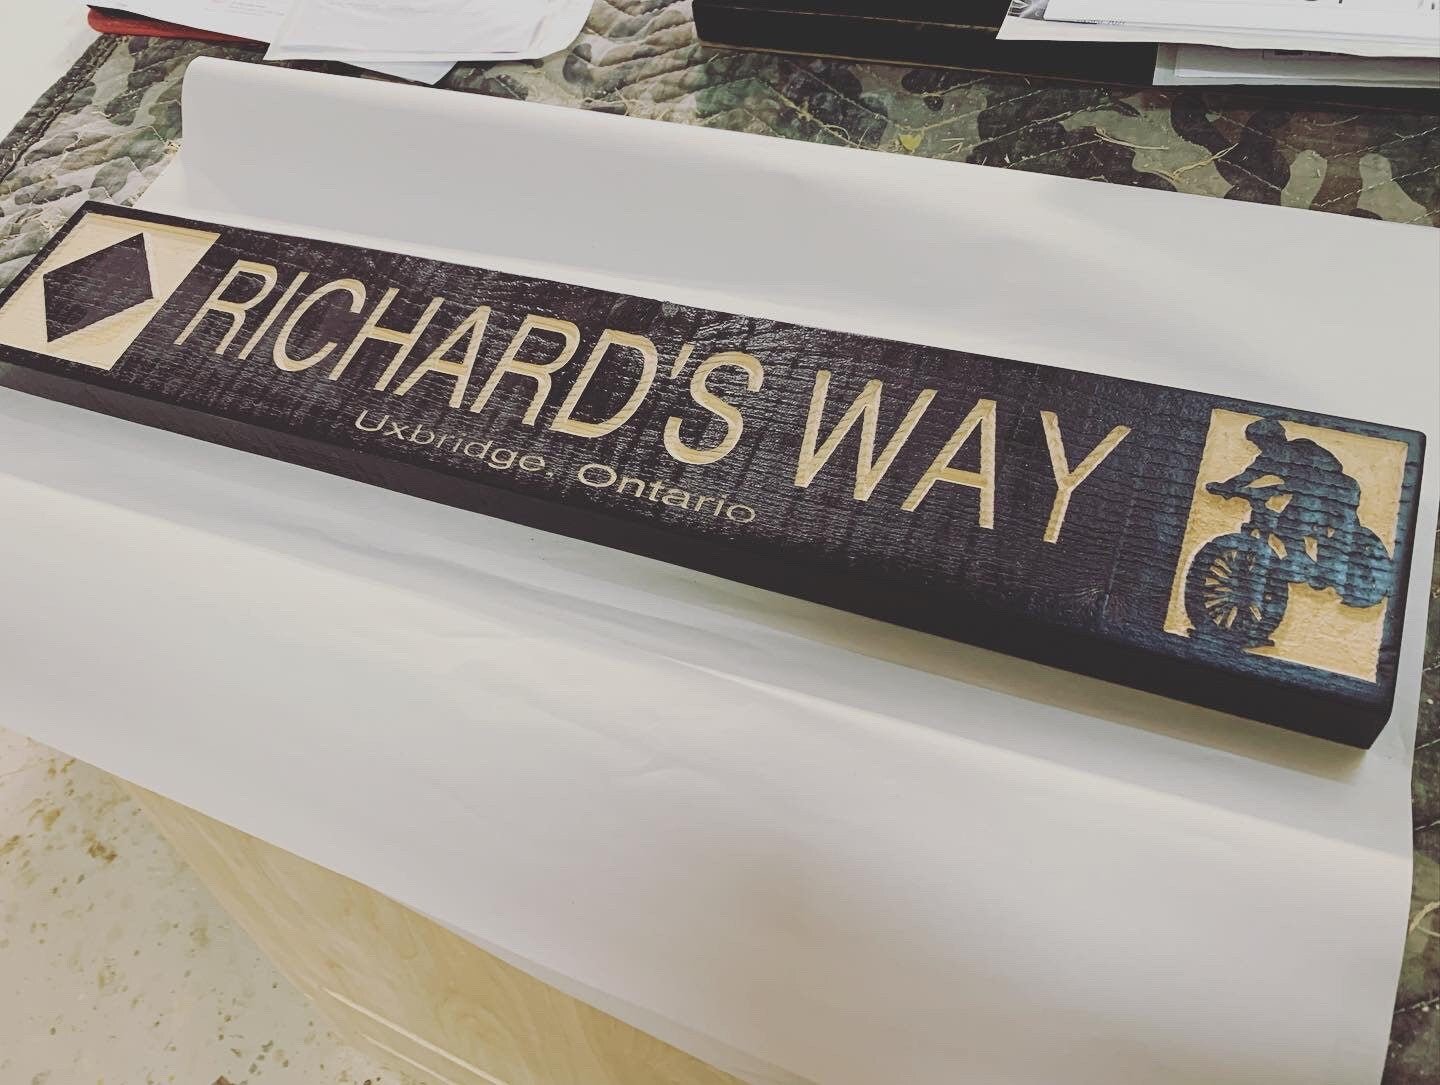 RICHARD'S WAY
Uxbridge, Ontario